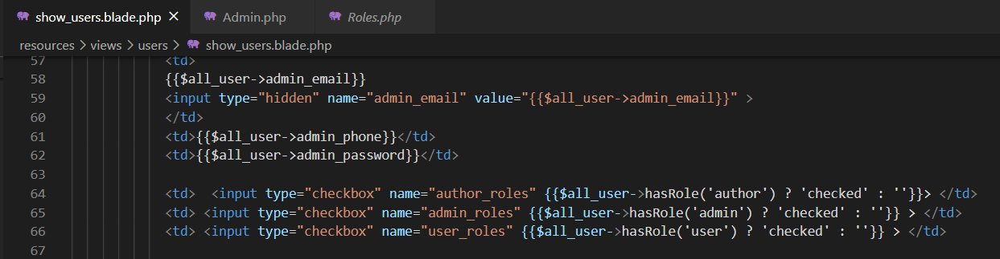 show_users.blade.php Admin.php Roles.php
resources > views > users > show_users.blade.php
57 <td>
58 {{$all_user->admin_email}}
59 <input type="hidden" name="admin_email" value="{{$all_user->admin_email}}" >
60 </td>
61 <td>{{$all_user->admin_phone}}</td>
62 <td>{{$all_user->admin_password}}</td>
63
64 <td>  <input type="checkbox" name="author_roles" {{$all_user->hasRole('author') ? 'checked' : ''}}> </td>
65 <td> <input type="checkbox" name="admin_roles" {{$all_user->hasRole('admin') ? 'checked' : ''}} > </td>
66 <td> <input type="checkbox" name="user_roles" {{$all_user->hasRole('user') ? 'checked' : ''}} > </td>
67